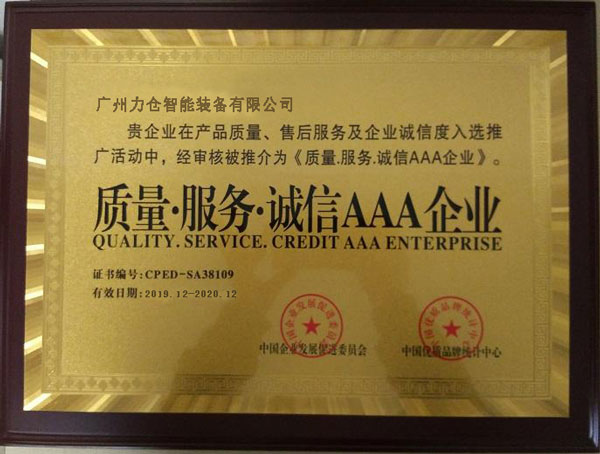 广州力仓智能装备有限公司
贵企业在产品质量、售后服务及企业诚信度入选推
广活动中，经审核被推介为《质量.服务.诚信AAA企业》。
质量·服务·诚信AAA企业
QUALITY. SERVICE. CREDIT AAA ENTERPRISE
证书编号:CPED-SA38109
有效日期:2019.12-2020.12
中国企业发展促进委员会
中国优质品牌统计中心